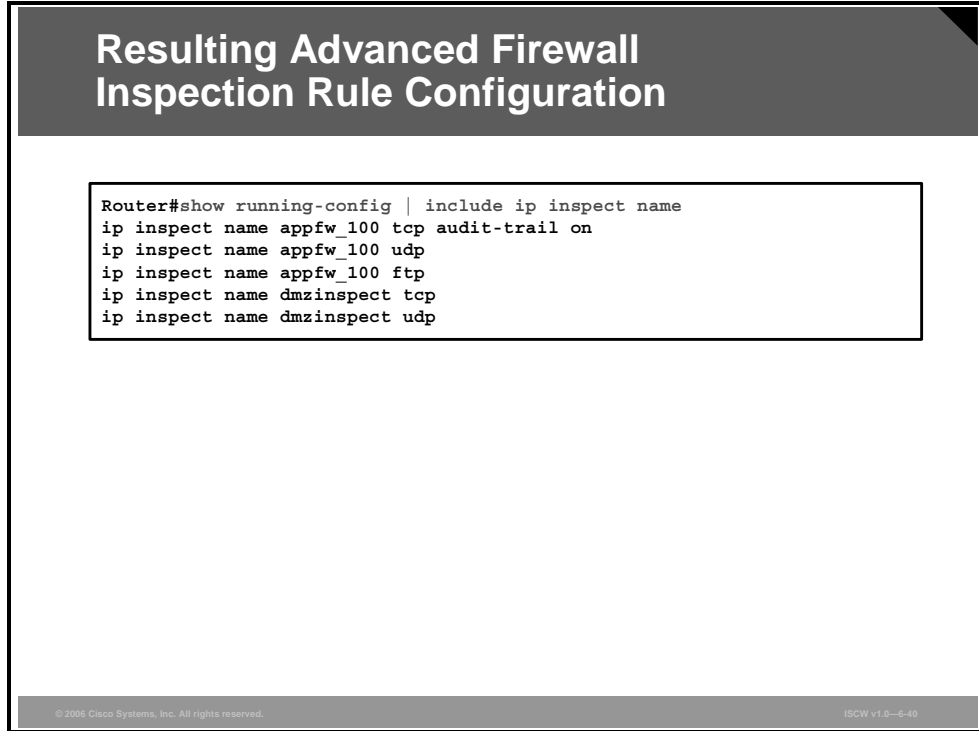 Resulting Advanced Firewall
Inspection Rule Configuration
Router#show running-config | include ip inspect name
ip inspect name appfw_100 tcp audit-trail on
ip inspect name appfw_100 udp
ip inspect name appfw_100 ftp
ip inspect name dmzinspect tcp
ip inspect name dmzinspect udp
© 2006 Cisco Systems, Inc. All rights reserved.
ISCW v1.0—6-40